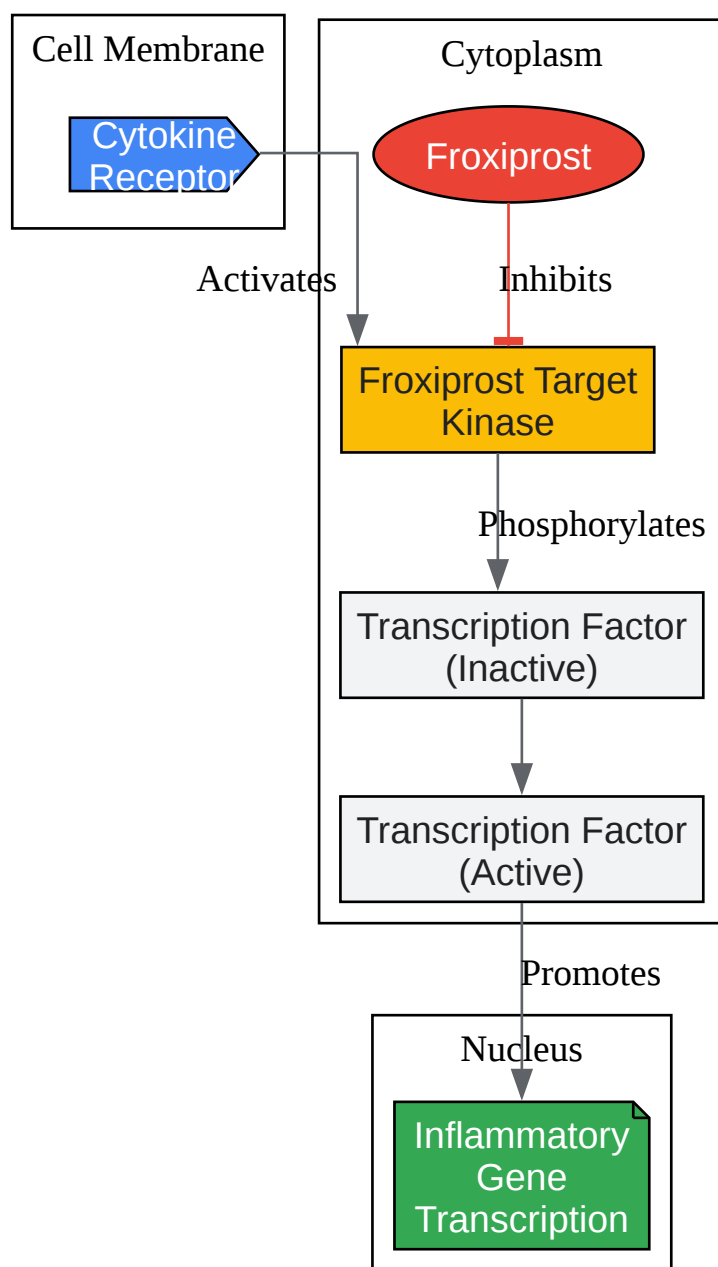 Cell Membrane
Cytoplasm
Cytokine
Receptor
Froxiprost
Activates
Inhibits
Froxiprost Target
Kinase
Phosphorylates
Transcription Factor
(Inactive)
Transcription Factor
(Active)
Promotes
Nucleus
Inflammatory
Gene
Transcription